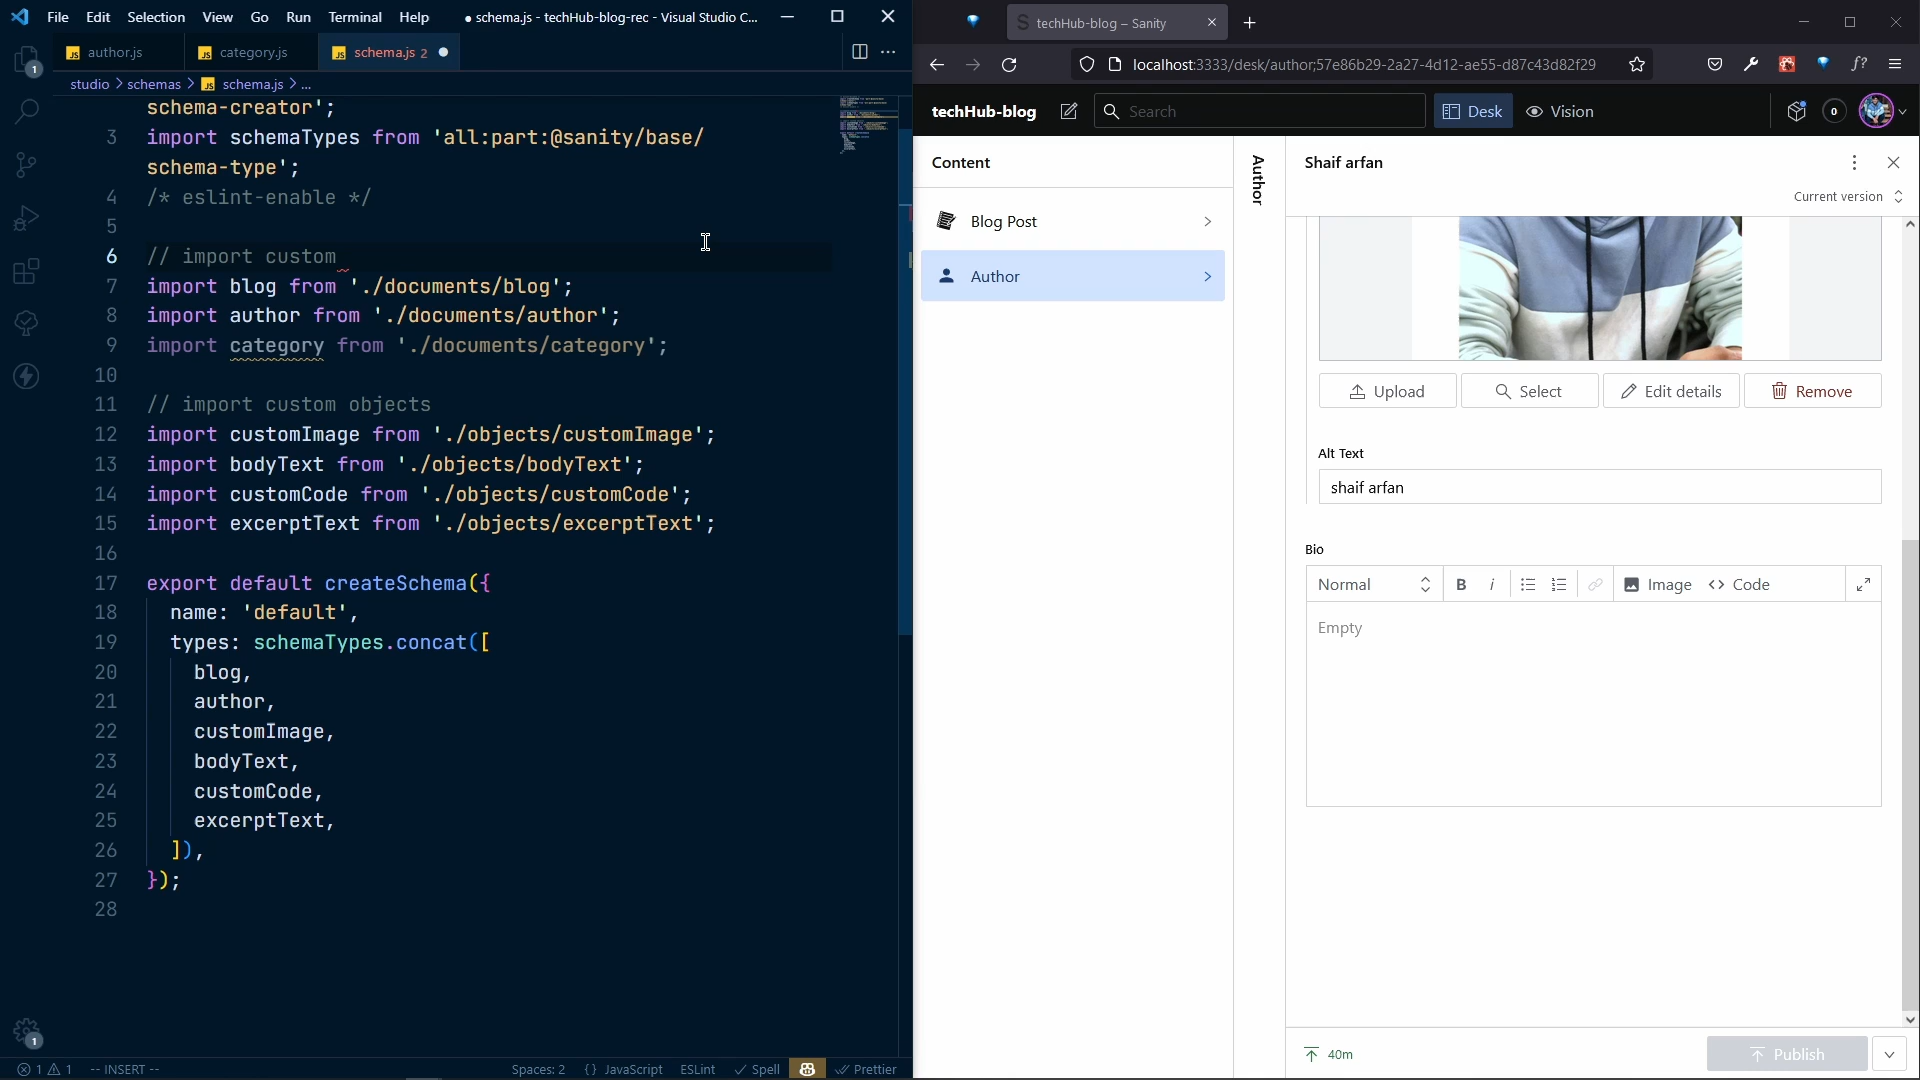 File Edit Selection View Go Run Terminal Help
● schema.js - techHub-blog-rec - Visual Studio C...
JS author.js
JS category.js
JS schema.js 2 ●
studio > schemas > JS schema.js > ...
schema-creator';
3 import schemaTypes from 'all:part:@sanity/base/
schema-type';
4 /* eslint-enable */
5
6 // import custom
7 import blog from './documents/blog';
8 import author from './documents/author';
9 import category from './documents/category';
10
11 // import custom objects
12 import customImage from './objects/customImage';
13 import bodyText from './objects/bodyText';
14 import customCode from './objects/customCode';
15 import excerptText from './objects/excerptText';
16
17 export default createSchema({
18 name: 'default',
19 types: schemaTypes.concat([
20 blog,
21 author,
22 customImage,
23 bodyText,
24 customCode,
25 excerptText,
26 ]),
27 });
28
1
1
1 1 -- INSERT --
Spaces: 2 {} JavaScript ESLint Spell Prettier
S techHub-blog – Sanity
localhost:3333/desk/author;57e86b29-2a27-4d12-ae55-d87c43d82f29
f?
techHub-blog
Search
Desk
Vision
0
Content
Blog Post
Author
Author
Shaif arfan
Current version
Upload
Select
Edit details
Remove
Alt Text
shaif arfan
Bio
Normal
B i
Image
<> Code
Empty
40m
Publish